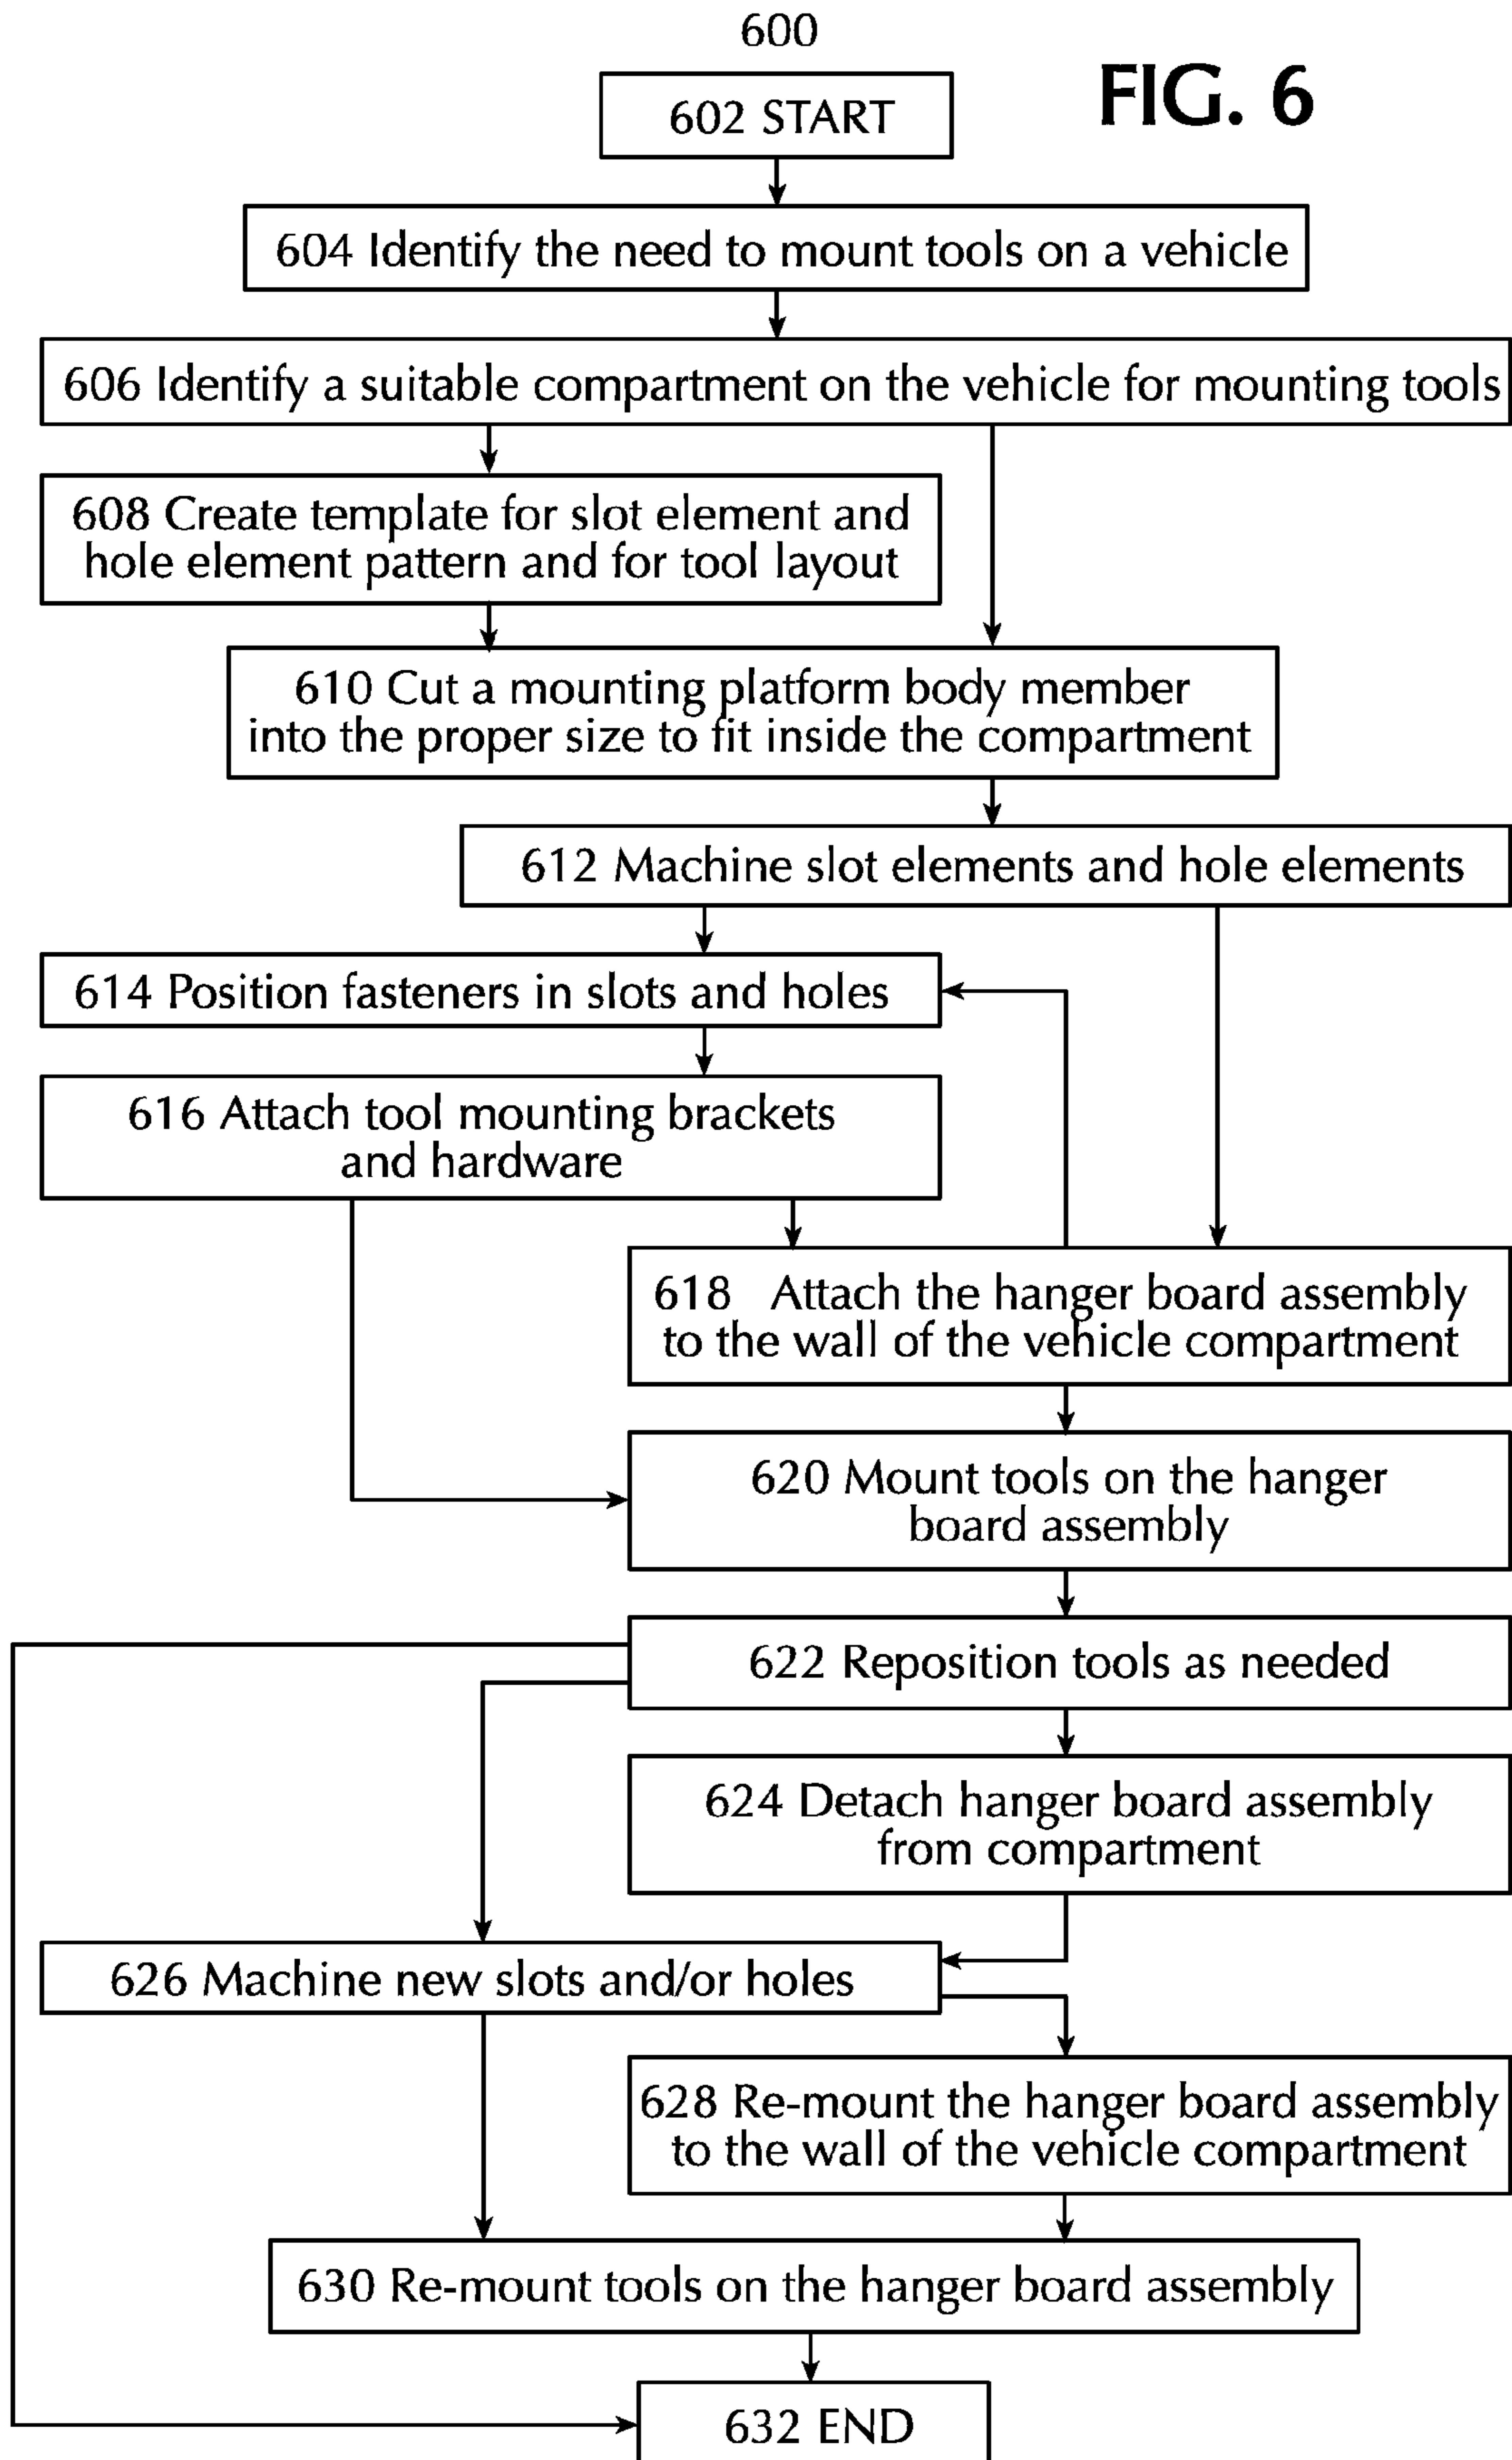 600
FIG. 6
602 START
604 Identify the need to mount tools on a vehicle
606 Identify a suitable compartment on the vehicle for mounting tools
608 Create template for slot element and
hole element pattern and for tool layout
610 Cut a mounting platform body member
into the proper size to fit inside the compartment
612 Machine slot elements and hole elements
614 Position fasteners in slots and holes
616 Attach tool mounting brackets
and hardware
618 Attach the hanger board assembly
to the wall of the vehicle compartment
620 Mount tools on the hanger
board assembly
622 Reposition tools as needed
624 Detach hanger board assembly
from compartment
626 Machine new slots and/or holes
628 Re-mount the hanger board assembly
to the wall of the vehicle compartment
630 Re-mount tools on the hanger board assembly
632 END